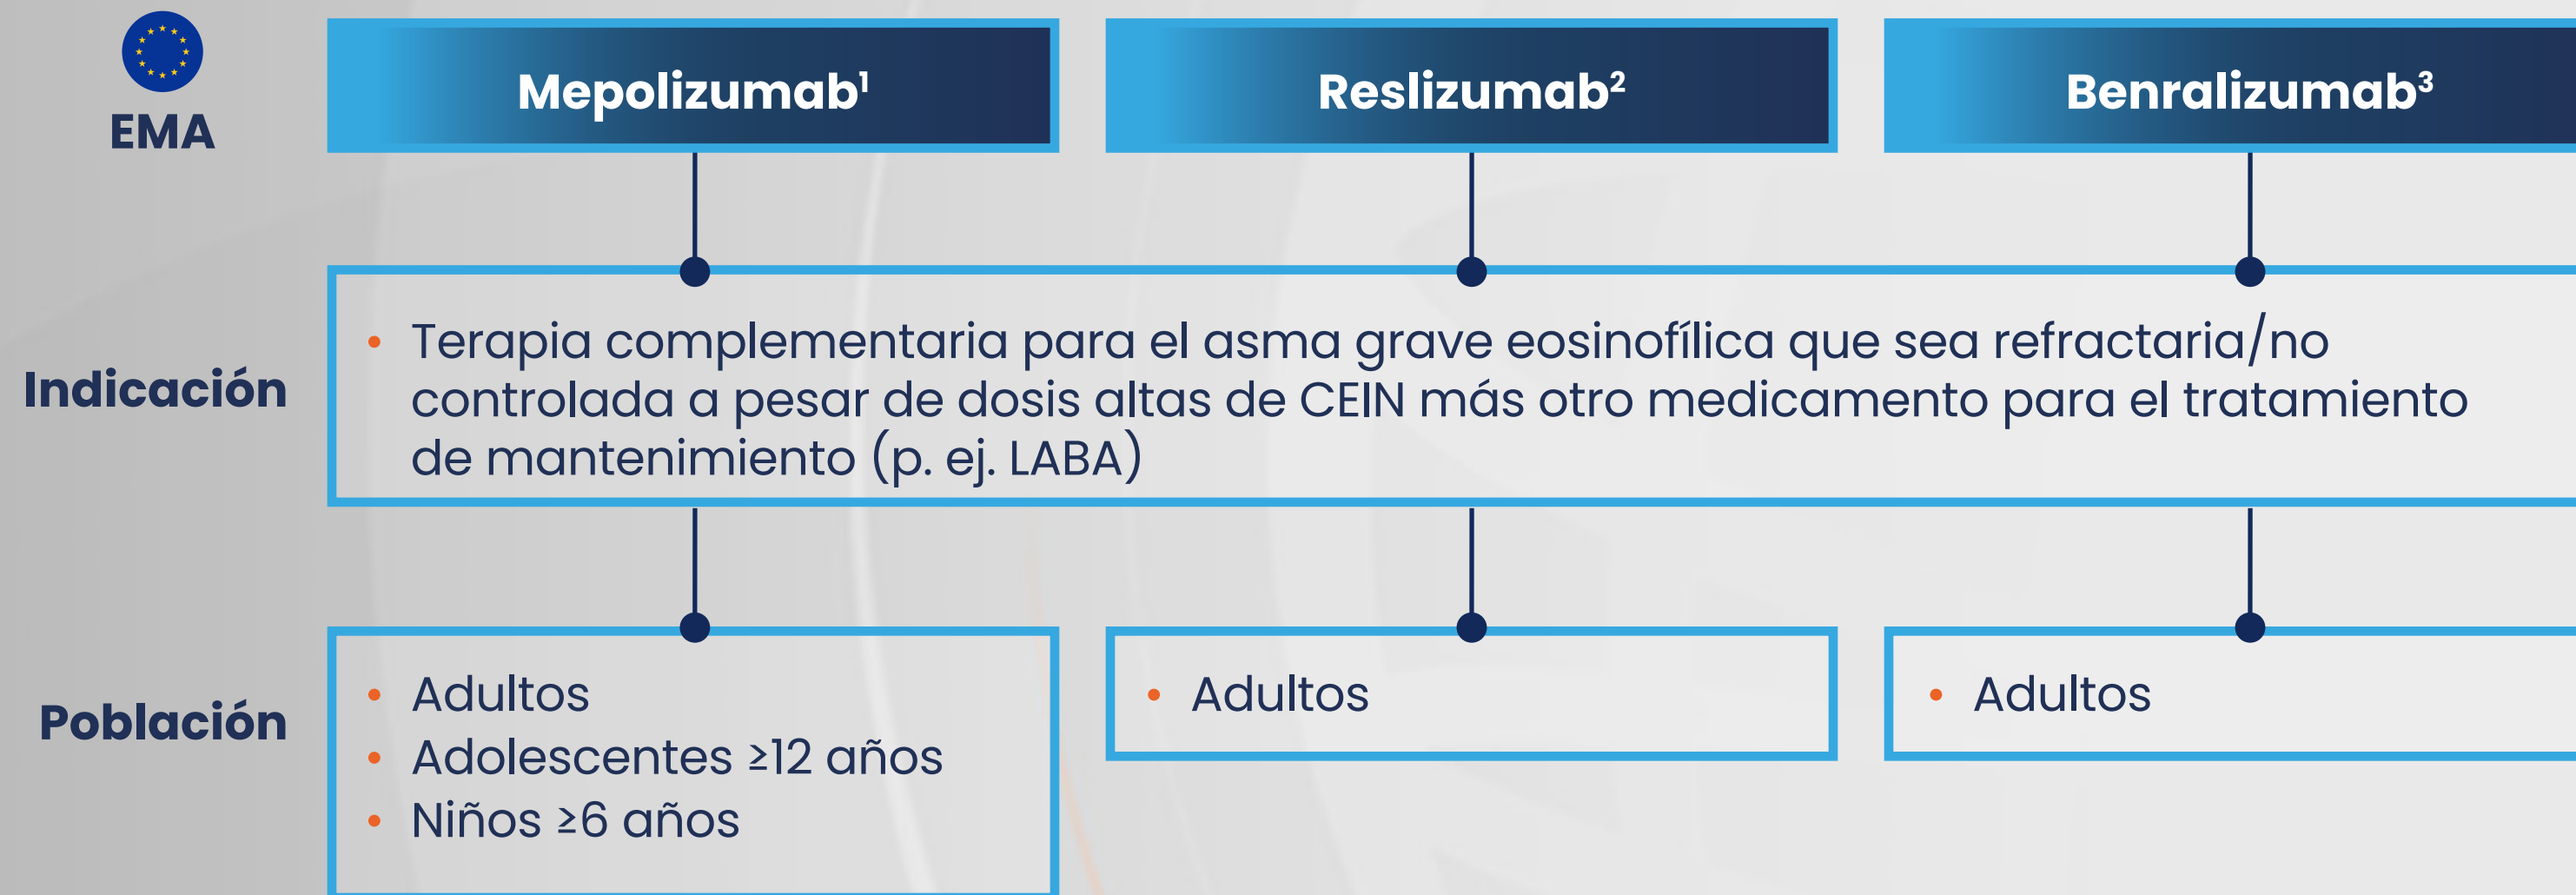 EMA
Mepolizumab¹
Reslizumab²
Benralizumab³
Indicación
• Terapia complementaria para el asma grave eosinofílica que sea refractaria/no
controlada a pesar de dosis altas de CEIN más otro medicamento para el tratamiento
de mantenimiento (p. ej. LABA)
Población
• Adultos
• Adolescentes ≥12 años
• Niños ≥6 años
• Adultos
• Adultos